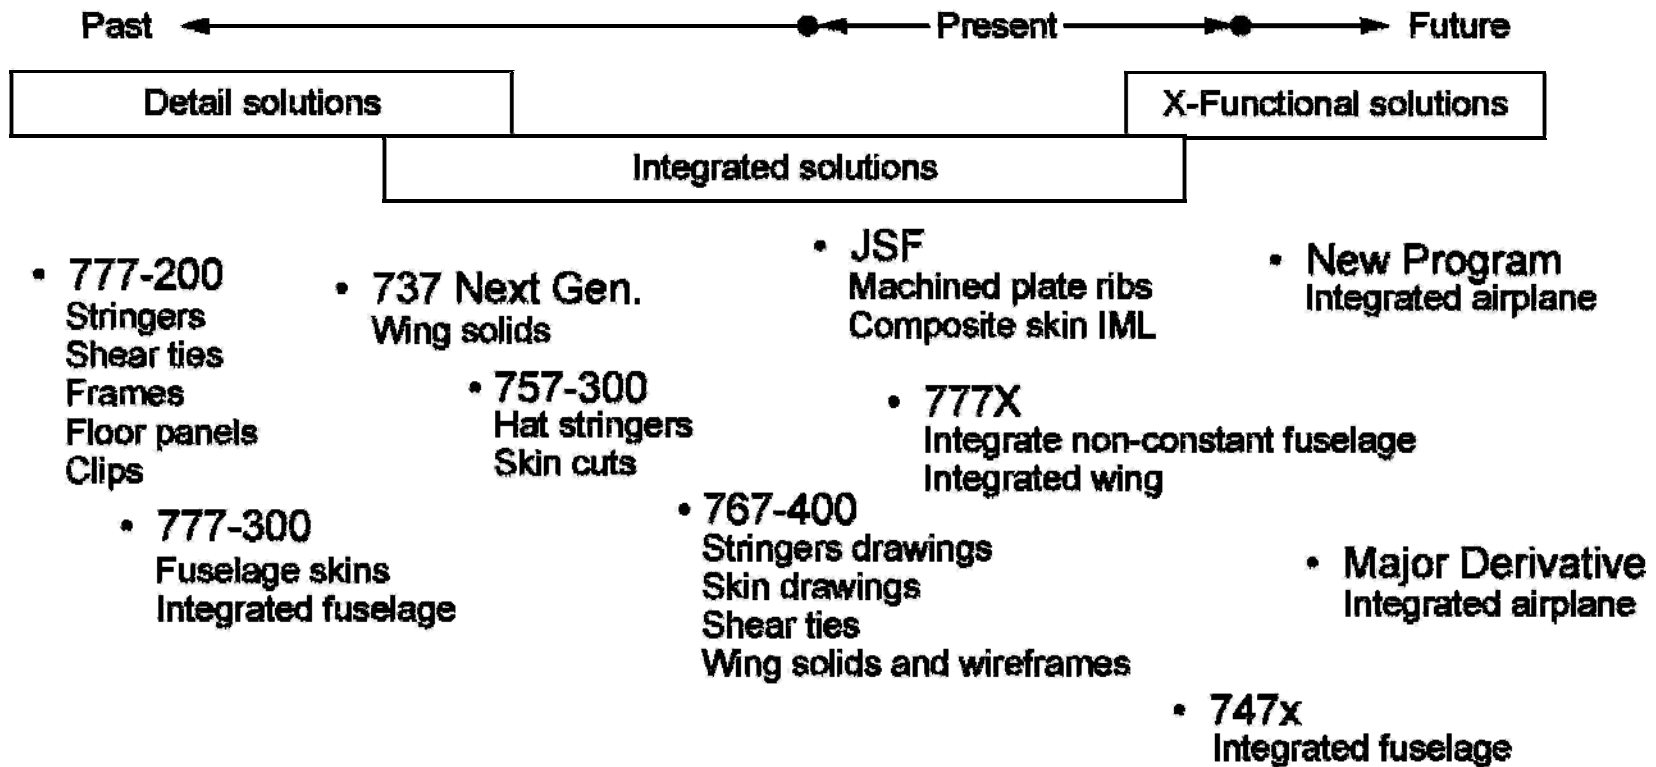 Past Present Future
Detail solutions
X-Functional solutions
Integrated solutions
• 777-200
Stringers
Shear ties
Frames
Floor panels
Clips
• 777-300
Fuselage skins
Integrated fuselage
• 737 Next Gen.
Wing solids
• 757-300
Hat stringers
Skin cuts
• 767-400
Stringers drawings
Skin drawings
Shear ties
Wing solids and wireframes
• JSF
Machined plate ribs
Composite skin IML
• 777X
Integrate non-constant fuselage
Integrated wing
• New Program
Integrated airplane
• Major Derivative
Integrated airplane
• 747x
Integrated fuselage